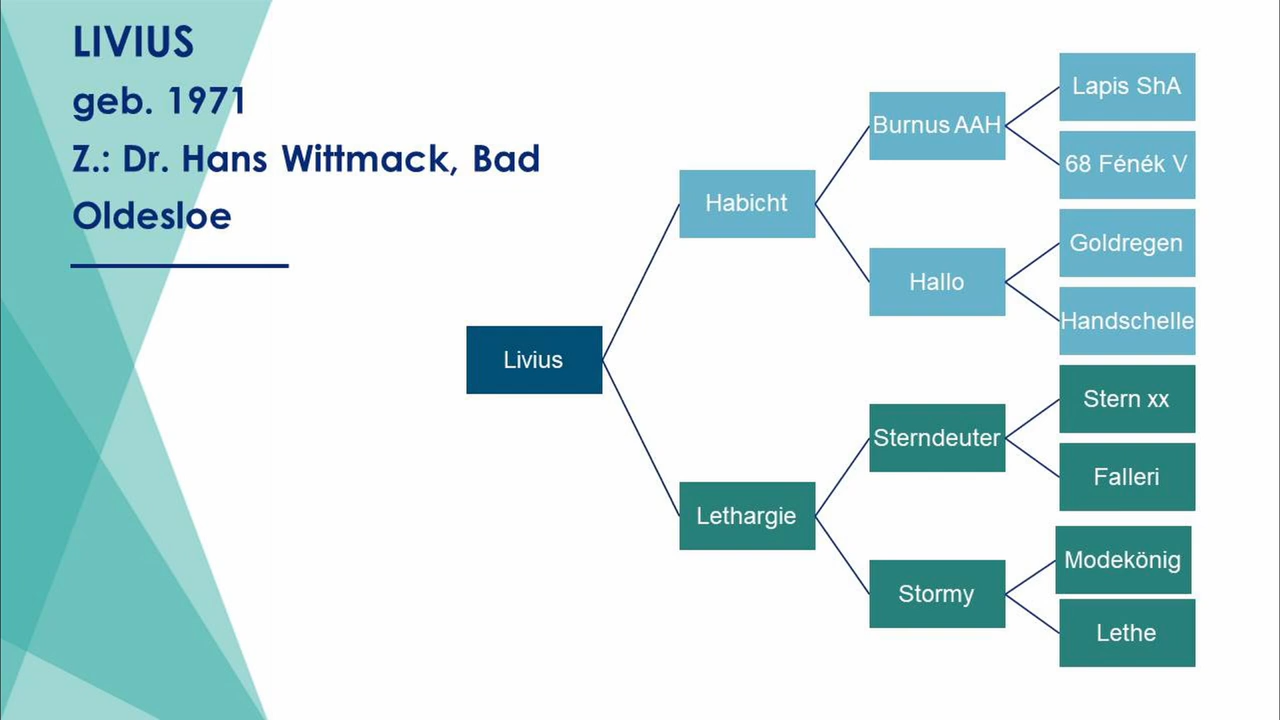 LIVIUS
geb. 1971
Z.: Dr. Hans Wittmack, Bad
Oldesloe
Livius
Habicht
Lethargie
Burnus AAH
Hallo
Sterndeuter
Stormy
Lapis ShA
68 Fénék V
Goldregen
Handschelle
Stern xx
Falleri
Modekönig
Lethe